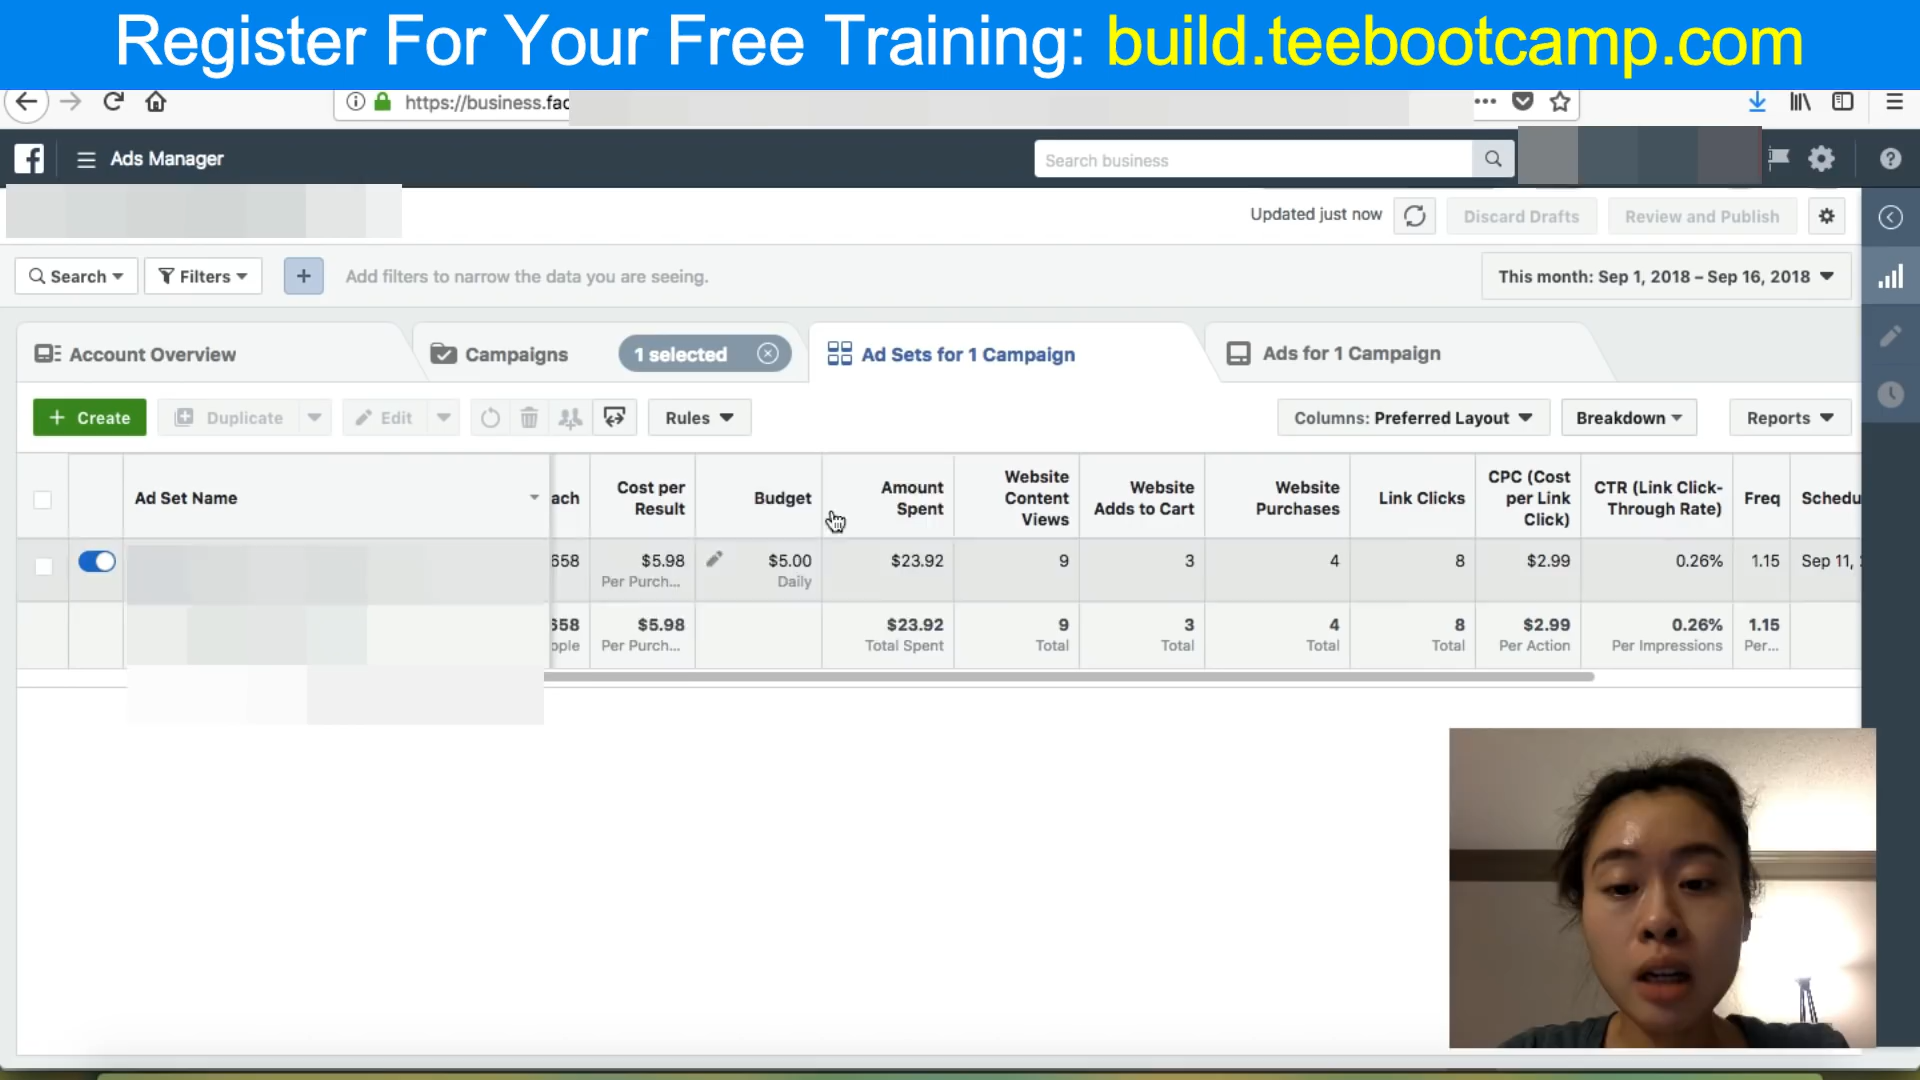 Register For Your Free Training: build.teebootcamp.com
https://business.fac
Ads Manager
Search business
Updated just now
Discard Drafts
Review and Publish
Search
Filters
+
Add filters to narrow the data you are seeing.
This month: Sep 1, 2018 – Sep 16, 2018
Account Overview
Campaigns
1 selected
Ad Sets for 1 Campaign
Ads for 1 Campaign
+ Create
Duplicate
Edit
Rules
Columns: Preferred Layout
Breakdown
Reports
Ad Set Name
ach
Cost per Result
Budget
Amount Spent
Website Content Views
Website Adds to Cart
Website Purchases
Link Clicks
CPC (Cost per Link Click)
CTR (Link Click-Through Rate)
Freq
Schedu
658 $5.98 $5.00 $23.92 9 3 4 8 $2.99 0.26% 1.15 Sep 11,
Per Purch... Daily
658 $5.98 $23.92 9 3 4 8 $2.99 0.26% 1.15
ople Per Purch... Total Spent Total Total Total Total Per Action Per Impressions Per...